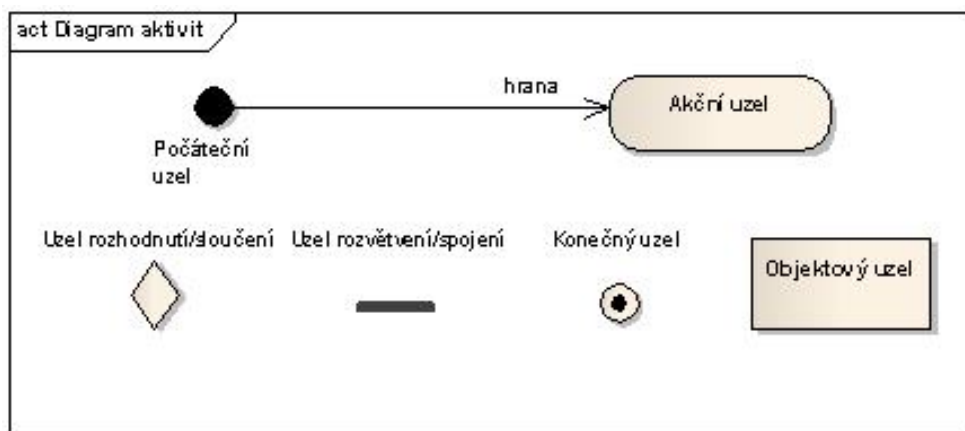 act Diagram aktivit
hrana
Akční uzel
Počáteční
uzel
Uzel rozhodnutí/sloučení
Uzel rozvětvení/spojení
Konečný uzel
Objektový uzel